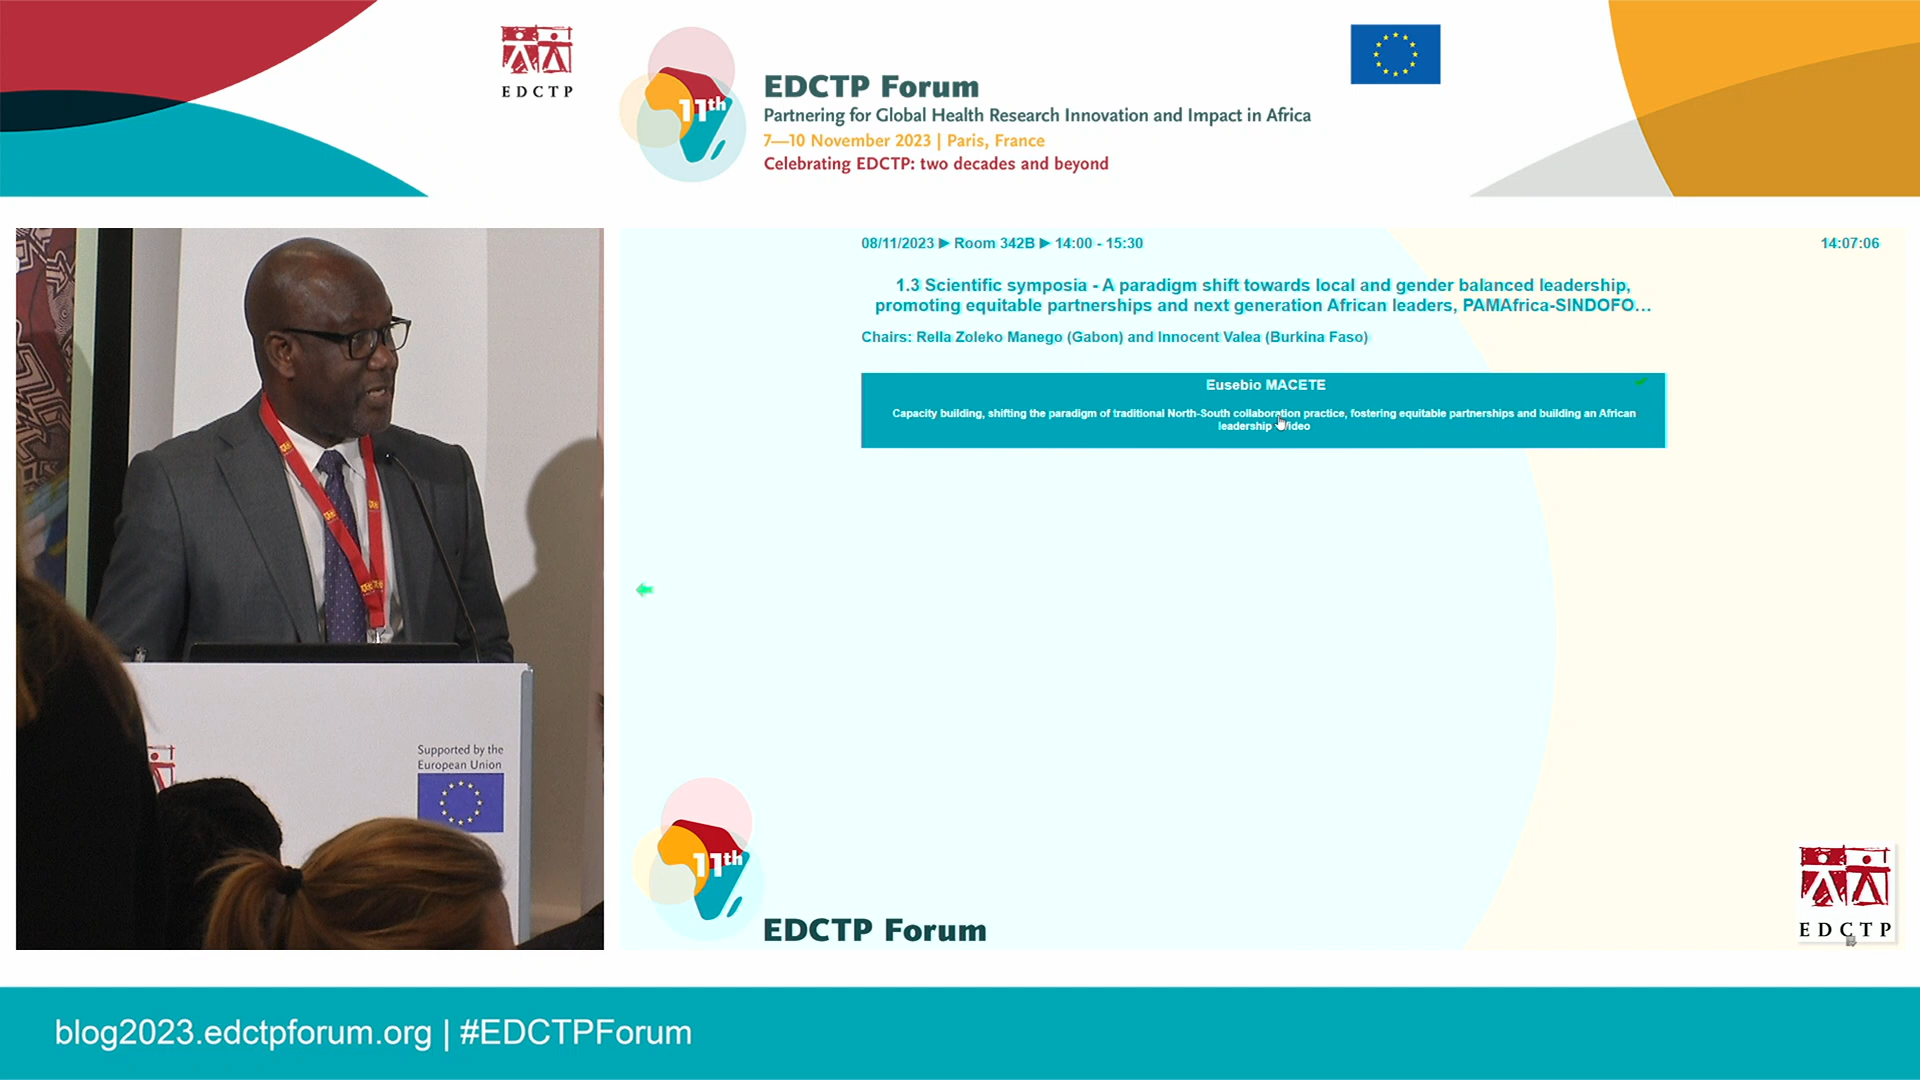 EDCTP
11th
EDCTP Forum
Partnering for Global Health Research Innovation and Impact in Africa
7—10 November 2023 | Paris, France
Celebrating EDCTP: two decades and beyond
08/11/2023 ▶ Room 342B ▶ 14:00 - 15:30
14:07:06
1.3 Scientific symposia - A paradigm shift towards local and gender balanced leadership,
promoting equitable partnerships and next generation African leaders, PAMAfrica-SINDOFO...
Chairs: Rella Zoleko Manego (Gabon) and Innocent Valea (Burkina Faso)
Eusebio MACETE
Capacity building, shifting the paradigm of traditional North-South collaboration practice, fostering equitable partnerships and building an African
leadership
Supported by the
European Union
11th
EDCTP Forum
EDCTP
blog2023.edctpforum.org | #EDCTPForum